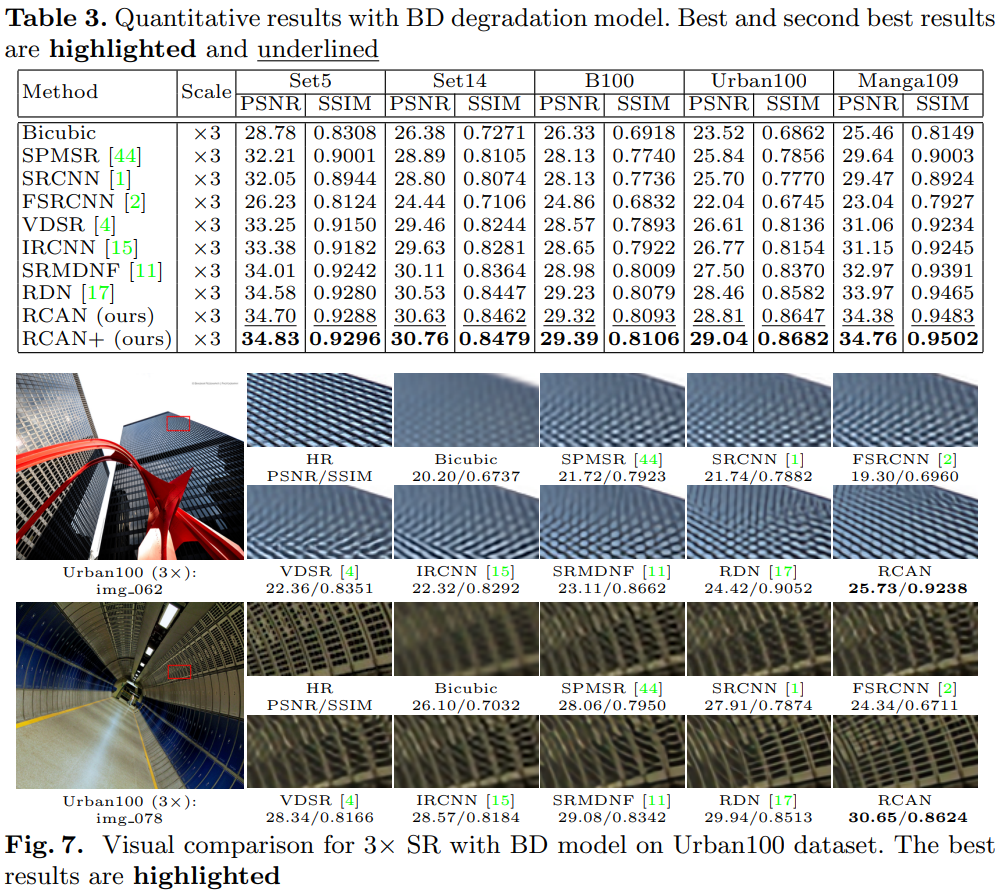 Table 3. Quantitative results with BD degradation model. Best and second best results
are highlighted and underlined
Method Scale Set5 Set14 B100 Urban100 Manga109
PSNR SSIM PSNR SSIM PSNR SSIM PSNR SSIM PSNR SSIM
Bicubic ×3 28.78 0.8308 26.38 0.7271 26.33 0.6918 23.52 0.6862 25.46 0.8149
SPMSR [44] ×3 32.21 0.9001 28.89 0.8105 28.13 0.7740 25.84 0.7856 29.64 0.9003
SRCNN [1] ×3 32.05 0.8944 28.80 0.8074 28.13 0.7736 25.70 0.7770 29.47 0.8924
FSRCNN [2] ×3 26.23 0.8124 24.44 0.7106 24.86 0.6832 22.04 0.6745 23.04 0.7927
VDSR [4] ×3 33.25 0.9150 29.46 0.8244 28.57 0.7893 26.61 0.8136 31.06 0.9234
IRCNN [15] ×3 33.38 0.9182 29.63 0.8281 28.65 0.7922 26.77 0.8154 31.15 0.9245
SRMDNF [11] ×3 34.01 0.9242 30.11 0.8364 28.98 0.8009 27.50 0.8370 32.97 0.9391
RDN [17] ×3 34.58 0.9280 30.53 0.8447 29.23 0.8079 28.46 0.8582 33.97 0.9465
RCAN (ours) ×3 34.70 0.9288 30.63 0.8462 29.32 0.8093 28.81 0.8647 34.38 0.9483
RCAN+ (ours) ×3 34.83 0.9296 30.76 0.8479 29.39 0.8106 29.04 0.8682 34.76 0.9502
HR Bicubic SPMSR [44] SRCNN [1] FSRCNN [2]
PSNR/SSIM 20.20/0.6737 21.72/0.7923 21.74/0.7882 19.30/0.6960
Urban100 (3×): VDSR [4] IRCNN [15] SRMDNF [11] RDN [17] RCAN
img_062 22.36/0.8351 22.32/0.8292 23.11/0.8662 24.42/0.9052 25.73/0.9238
HR Bicubic SPMSR [44] SRCNN [1] FSRCNN [2]
PSNR/SSIM 26.10/0.7032 28.06/0.7950 27.91/0.7874 24.34/0.6711
Urban100 (3×): VDSR [4] IRCNN [15] SRMDNF [11] RDN [17] RCAN
img_078 28.34/0.8166 28.57/0.8184 29.08/0.8342 29.94/0.8513 30.65/0.8624
Fig. 7. Visual comparison for 3× SR with BD model on Urban100 dataset. The best
results are highlighted